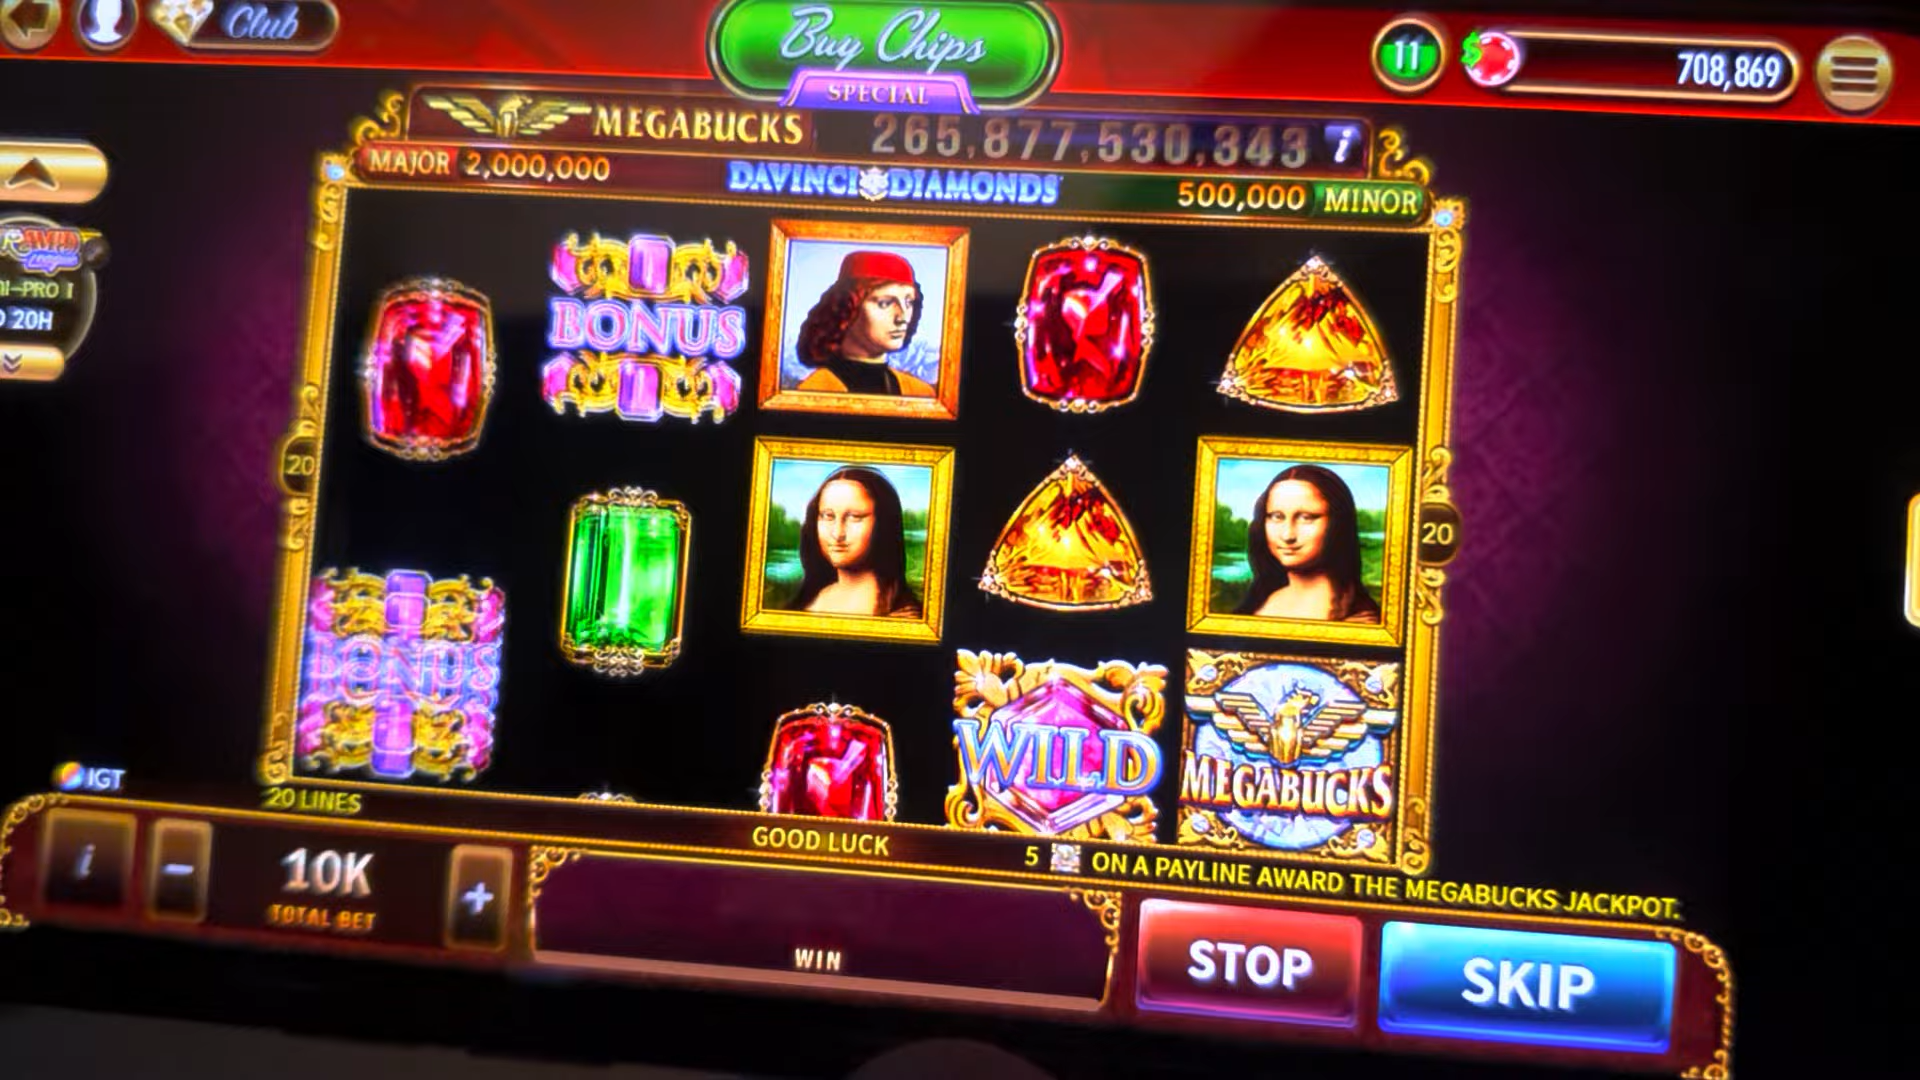 Club
Buy Chips
SPECIAL
11
708,869
MEGABUCKS
265,877,530,343
i
MAJOR 2,000,000
DAVINCI DIAMONDS
500,000 MINOR
BONUS
20
20
20H
BONUS
WILD
MEGABUCKS
IGT
20 LINES
i
-
10K
TOTAL BET
+
GOOD LUCK
5 ON A PAYLINE AWARD THE MEGABUCKS JACKPOT.
WIN
STOP
SKIP